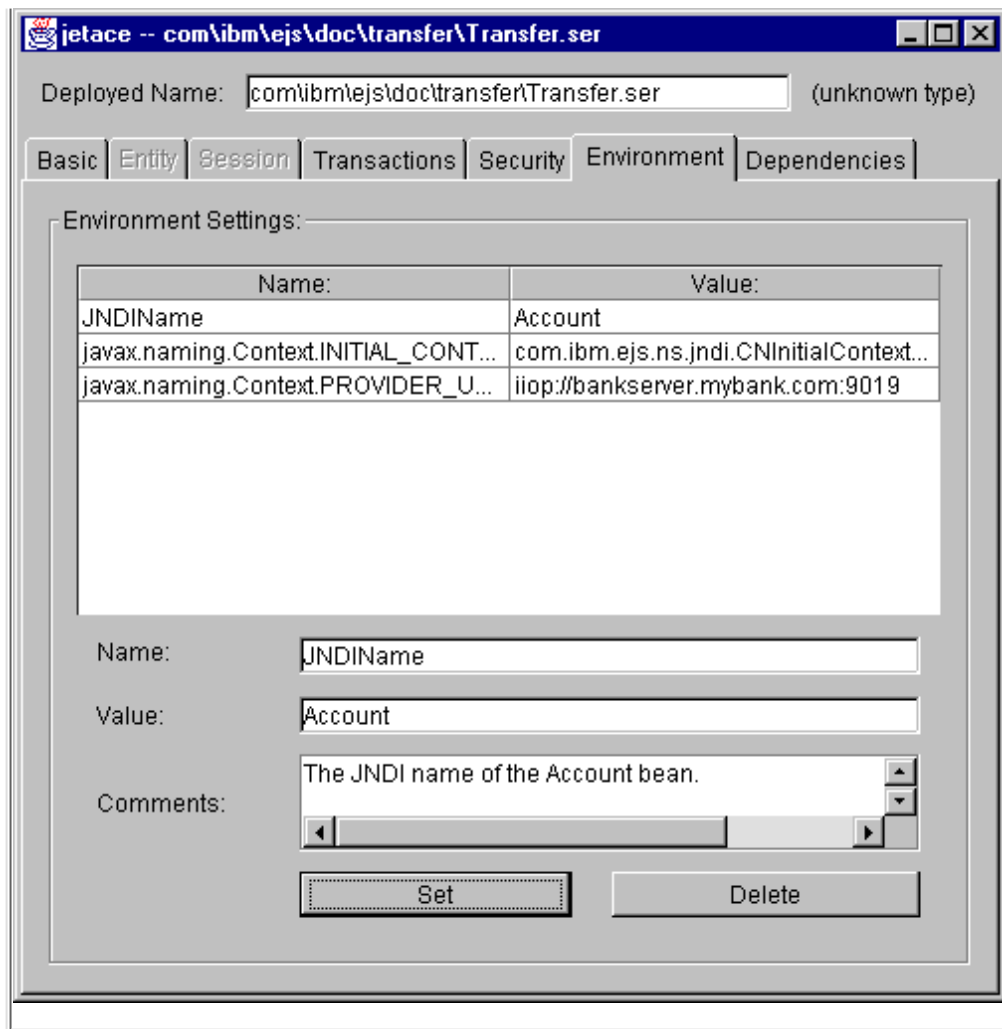 jetace -- com\ibm\ejs\doc\transfer\Transfer.ser
Deployed Name: com\ibm\ejs\doc\transfer\Transfer.ser (unknown type)
Basic Entity Session Transactions Security Environment Dependencies
Environment Settings:
Name: Value:
JNDIName Account
javax.naming.Context.INITIAL_CONT... com.ibm.ejs.ns.jndi.CNInitialContext...
javax.naming.Context.PROVIDER_U... iiop://bankserver.mybank.com:9019
Name: JNDIName
Value: Account
The JNDI name of the Account bean.
Comments:
Set Delete